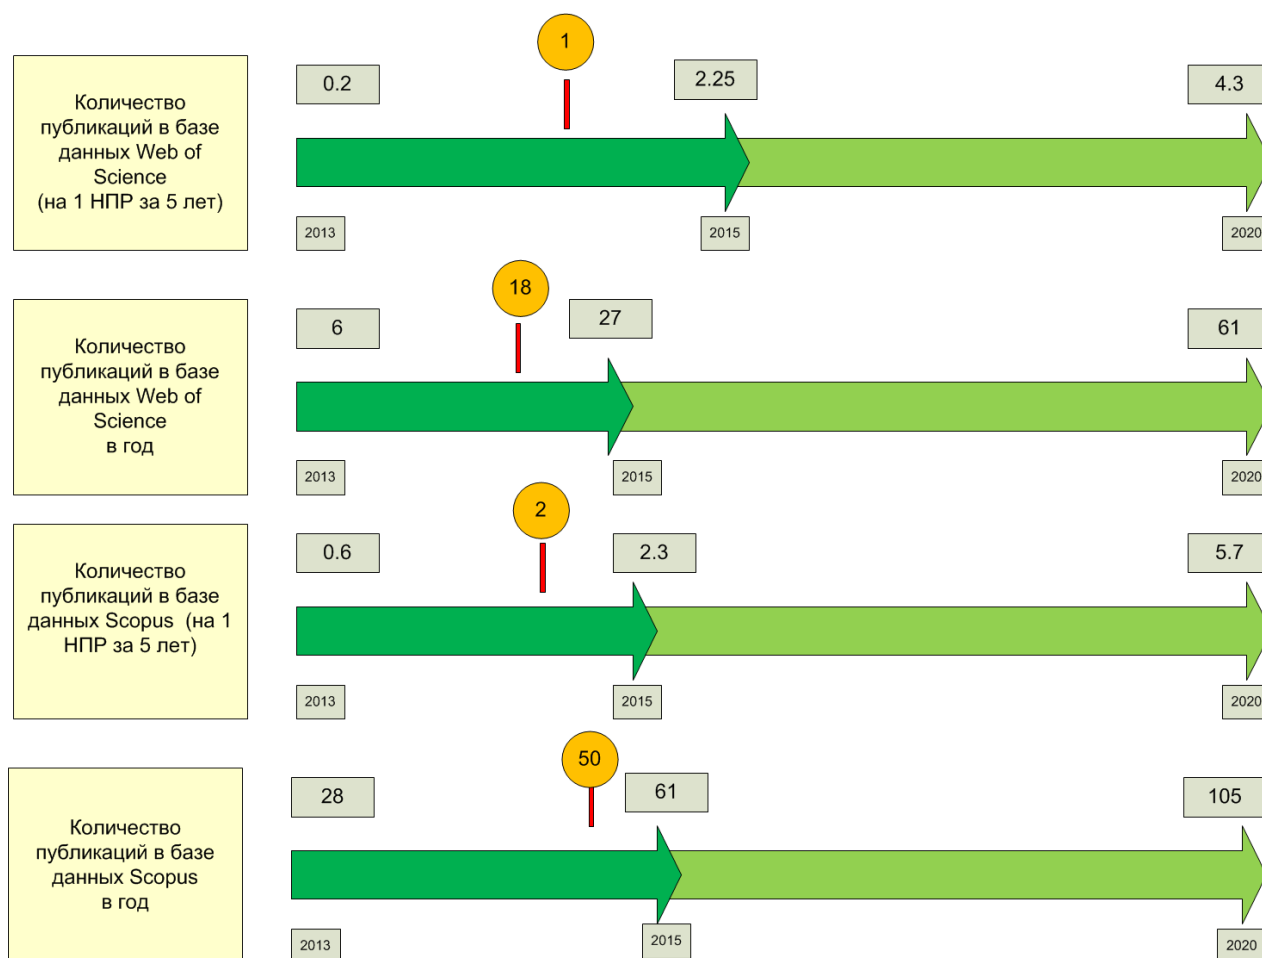 1
0.2
2.25
4.3
Количество
публикаций в базе
данных Web of
Science
(на 1 НПР за 5 лет)
2013
2015
2020
18
6
27
61
Количество
публикаций в базе
данных Web of
Science
в год
2013
2015
2020
2
0.6
2.3
5.7
Количество
публикаций в базе
данных Scopus (на 1
НПР за 5 лет)
2013
2015
2020
50
28
61
105
Количество
публикаций в базе
данных Scopus
в год
2013
2015
2020